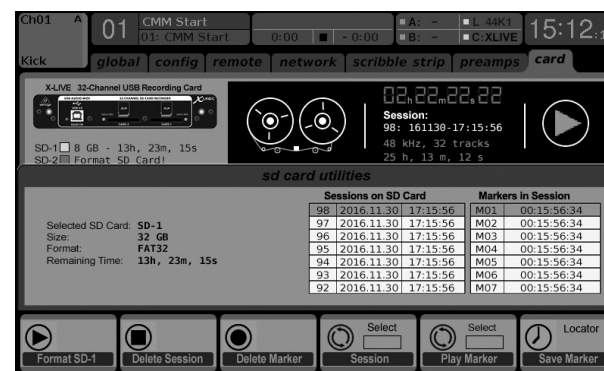 Ch01 A
Kick
01
CMM Start
01: CMM Start
0:00 - 0:00
A: -
B: -
L 44K1
C:XLIVE
15:12
global config remote network scribble strip preamps card
X-LIVE 32-Channel USB Recording Card
SD-1 8 GB - 13h, 23m, 15s
SD-2 Format SD Card!
22h22m22s22
Session:
98: 161130-17:15:56
48 kHz, 32 tracks
25 h, 13 m, 12 s
sd card utilities
Selected SD Card: SD-1
Size: 32 GB
Format: FAT32
Remaining Time: 13h, 23m, 15s
Sessions on SD Card
98 2016.11.30 17:15:56
97 2016.11.30 17:15:56
96 2016.11.30 17:15:56
95 2016.11.30 17:15:56
94 2016.11.30 17:15:56
93 2016.11.30 17:15:56
92 2016.11.30 17:15:56
Markers in Session
M01 00:15:56:34
M02 00:15:56:34
M03 00:15:56:34
M04 00:15:56:34
M05 00:15:56:34
M06 00:15:56:34
M07 00:15:56:34
Format SD-1
Delete Session
Delete Marker
Select
Session
Select
Play Marker
Locator
Save Marker